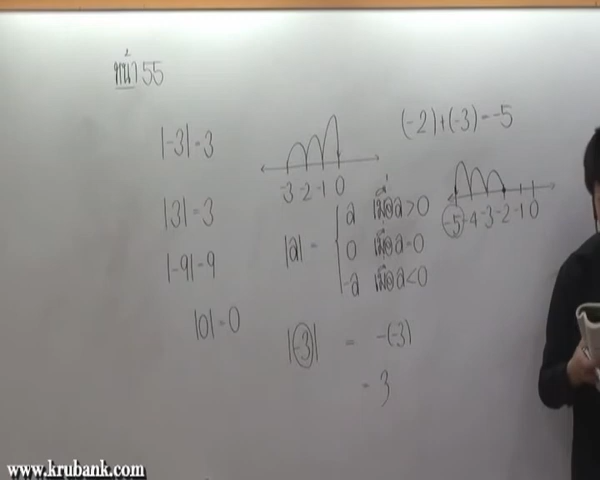 หน้า 55
|-3| = 3
-3 -2 -1 0
(-2)+(-3) = -5
|3| = 3
|-9| = 9
|0| = 0
|a| = a เมื่อ a > 0
0 เมื่อ a = 0
-a เมื่อ a < 0
-5 -4 -3 -2 -1 0
|-3| = -(-3)
= 3
www.krubank.com